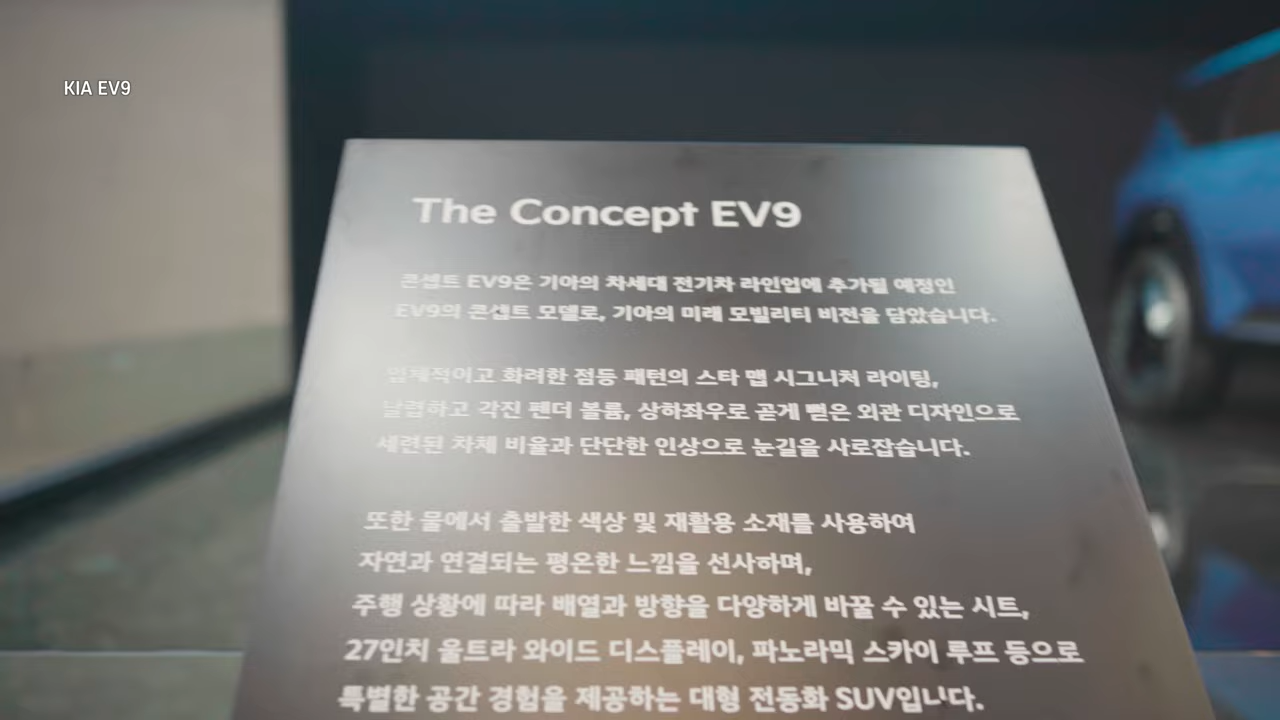 KIA EV9
The Concept EV9
콘셉트 EV9은 기아의 차세대 전기차 라인업에 추가될 예정인
EV9의 콘셉트 모델로, 기아의 미래 모빌리티 비전을 담았습니다.
입체적이고 화려한 점등 패턴의 스타 맵 시그니처 라이팅,
날렵하고 각진 펜더 볼륨, 상하좌우로 곧게 뻗은 외관 디자인으로
세련된 차체 비율과 단단한 인상으로 눈길을 사로잡습니다.
또한 물에서 출발한 색상 및 재활용 소재를 사용하여
자연과 연결되는 평온한 느낌을 선사하며,
주행 상황에 따라 배열과 방향을 다양하게 바꿀 수 있는 시트,
27인치 울트라 와이드 디스플레이, 파노라믹 스카이 루프 등으로
특별한 공간 경험을 제공하는 대형 전동화 SUV입니다.